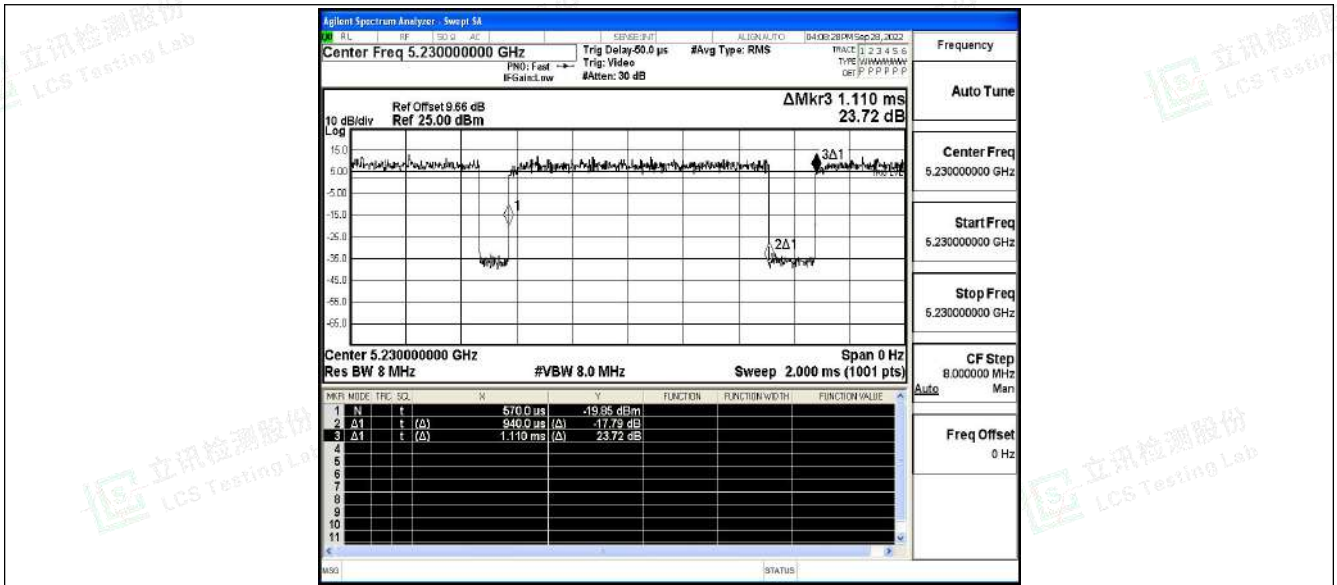 立讯检测股份
LCS Testing Lab
Agilent Spectrum Analyzer - Swept SA
RL RF 50 Ω AC SENSE:INT ALIGN AUTO 04:08:28 PM Sep 28, 2022
Center Freq 5.230000000 GHz
PNO: Fast
IFGain:Low
Trig Delay-50.0 µs
Trig: Video
#Atten: 30 dB
#Avg Type: RMS
TRACE 1 2 3 4 5 6
TYPE
DET P P P P P P
ΔMkr3 1.110 ms
23.72 dB
Ref Offset 9.66 dB
10 dB/div Ref 25.00 dBm
Log
15.0
5.00
-5.00
-15.0
-25.0
-35.0
-45.0
-55.0
-65.0
3Δ1
1
2Δ1
Center 5.230000000 GHz Span 0 Hz
Res BW 8 MHz #VBW 8.0 MHz Sweep 2.000 ms (1001 pts)
MKR MODE TRC SCL X Y FUNCTION FUNCTION WIDTH FUNCTION VALUE
1 N t 570.0 us -19.85 dBm
2 Δ1 t (Δ) 940.0 us (Δ) -17.79 dB
3 Δ1 t (Δ) 1.110 ms (Δ) 23.72 dB
4
5
6
7
8
9
10
11
MSG STATUS
Frequency
Auto Tune
Center Freq
5.230000000 GHz
Start Freq
5.230000000 GHz
Stop Freq
5.230000000 GHz
CF Step
8.000000 MHz
Auto Man
Freq Offset
0 Hz
立讯检测股份
LCS Testing Lab
立讯检测股份
LCS Testing Lab
立讯检测股份
LCS Testing Lab